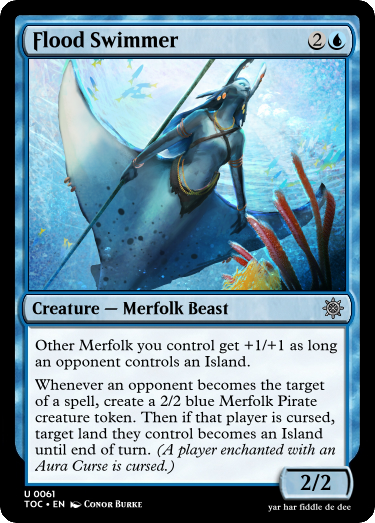 Flood Swimmer 2
Creature — Merfolk Beast
Other Merfolk you control get +1/+1 as long
an opponent controls an Island.
Whenever an opponent becomes the target
of a spell, create a 2/2 blue Merfolk Pirate
creature token. Then if that player is cursed,
target land they control becomes an Island
until end of turn. (A player enchanted with an
Aura Curse is cursed.)
2/2
U 0061
TOC • EN Conor Burke
yar har fiddle de dee